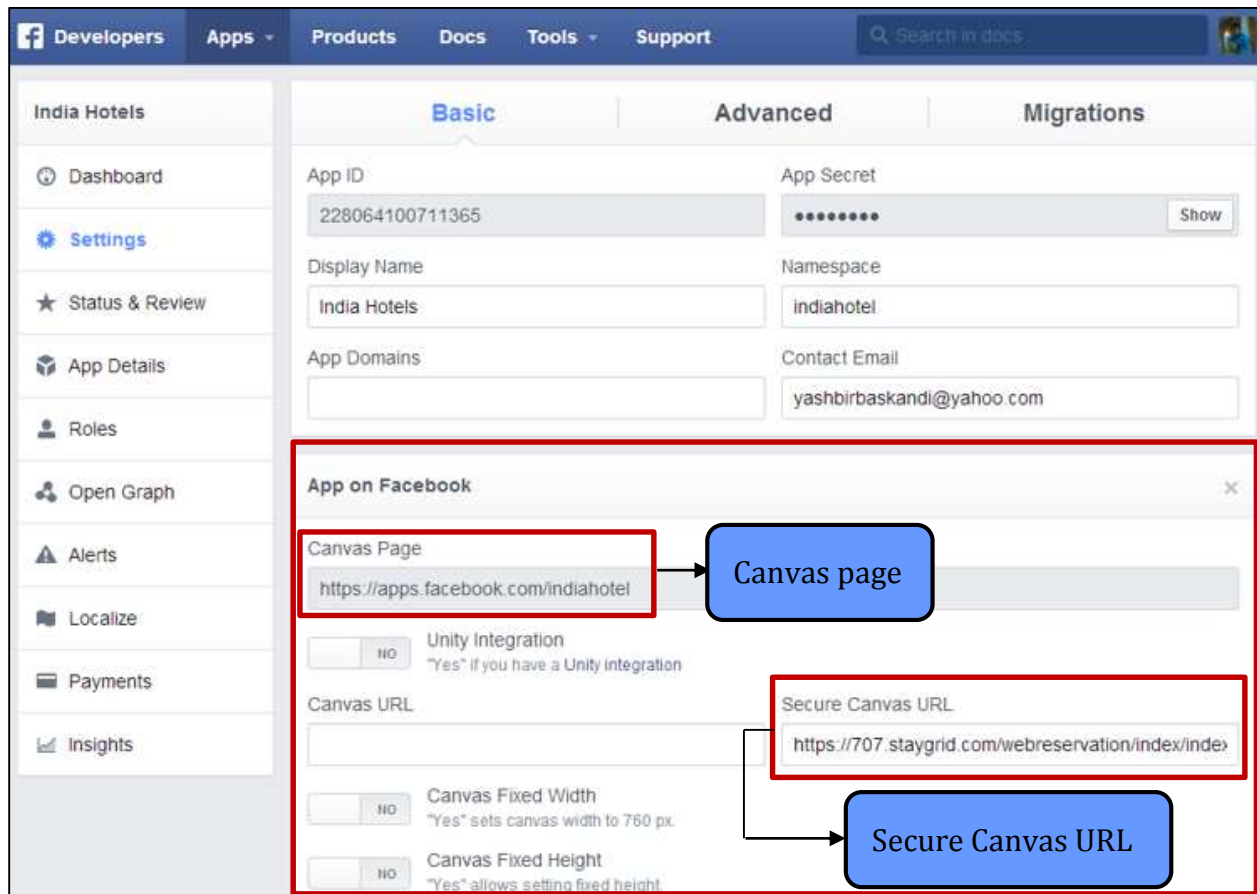 Developers Apps Products Docs Tools Support Search in docs
India Hotels
Dashboard
Settings
Status & Review
App Details
Roles
Open Graph
Alerts
Localize
Payments
Insights
Basic Advanced Migrations
App ID App Secret
228064100711365 •••••••• Show
Display Name Namespace
India Hotels indiahotel
App Domains Contact Email
yashbirbaskandi@yahoo.com
App on Facebook ×
Canvas Page
https://apps.facebook.com/indiahotel
Canvas page
NO Unity Integration
"Yes" if you have a Unity integration
Canvas URL Secure Canvas URL
https://707.staygrid.com/webreservation/index/index
NO Canvas Fixed Width
"Yes" sets canvas width to 760 px.
Secure Canvas URL
NO Canvas Fixed Height
"Yes" allows setting fixed height.